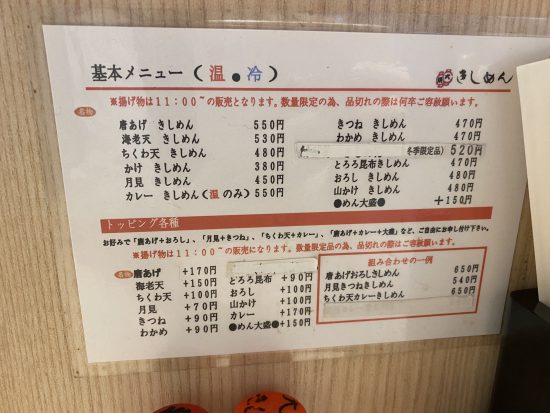 基本メニュー(温●冷)
きしめん
※揚げ物は11:00~の販売となります。数量限定の為、品切れの際は何卒ご容赦願います。
名物
唐あげ きしめん 550円
海老天 きしめん 530円
ちくわ天 きしめん 480円
かけ きしめん 380円
月見 きしめん 450円
カレー きしめん(温のみ) 550円
きつね きしめん 470円
わかめ きしめん 470円
冬季限定品) 520円
とろろ昆布きしめん 470円
おろし きしめん 480円
山かけ きしめん 480円
●めん大盛● +150円
トッピング各種
お好みで「唐あげ+おろし」、「月見+きつね」、「ちくわ天+カレー」、「唐あげ+カレー+大盛」など、ご自由にお申し付け下さい。
※揚げ物は11:00~の販売になります。数量限定品の為、品切れの際はご容赦願います。
名物 唐あげ +170円
海老天 +150円
ちくわ天 +100円
月見 +70円
きつね +90円
わかめ +90円
とろろ昆布 +90円
おろし +100円
山かけ +100円
カレー +170円
●めん大盛● +150円
組み合わせの一例
唐あげおろしきしめん 650円
月見きつねきしめん 540円
ちくわ天カレーきしめん 650円